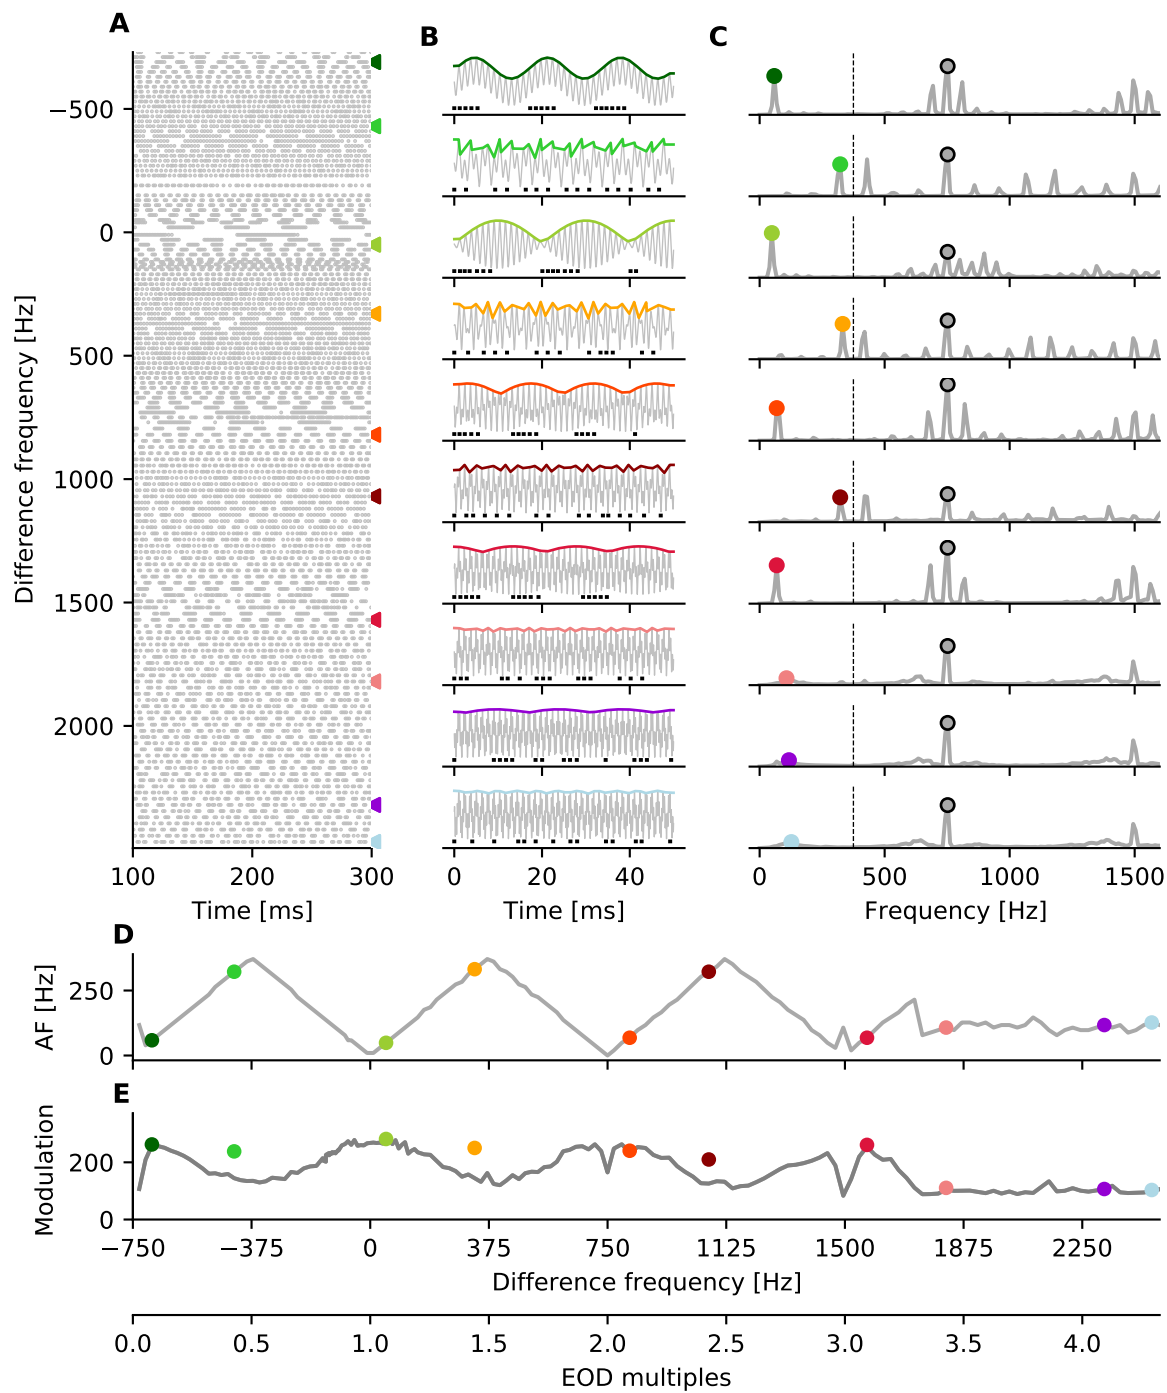 A
B
C
−500
0
500
1000
1500
2000
Difference frequency [Hz]
100
200
300
0
20
40
0
500
1000
1500
Time [ms]
Time [ms]
Frequency [Hz]
D
250
0
AF [Hz]
E
200
0
Modulation
−750
−375
0
375
750
1125
1500
1875
2250
Difference frequency [Hz]
0.0
0.5
1.0
1.5
2.0
2.5
3.0
3.5
4.0
EOD multiples